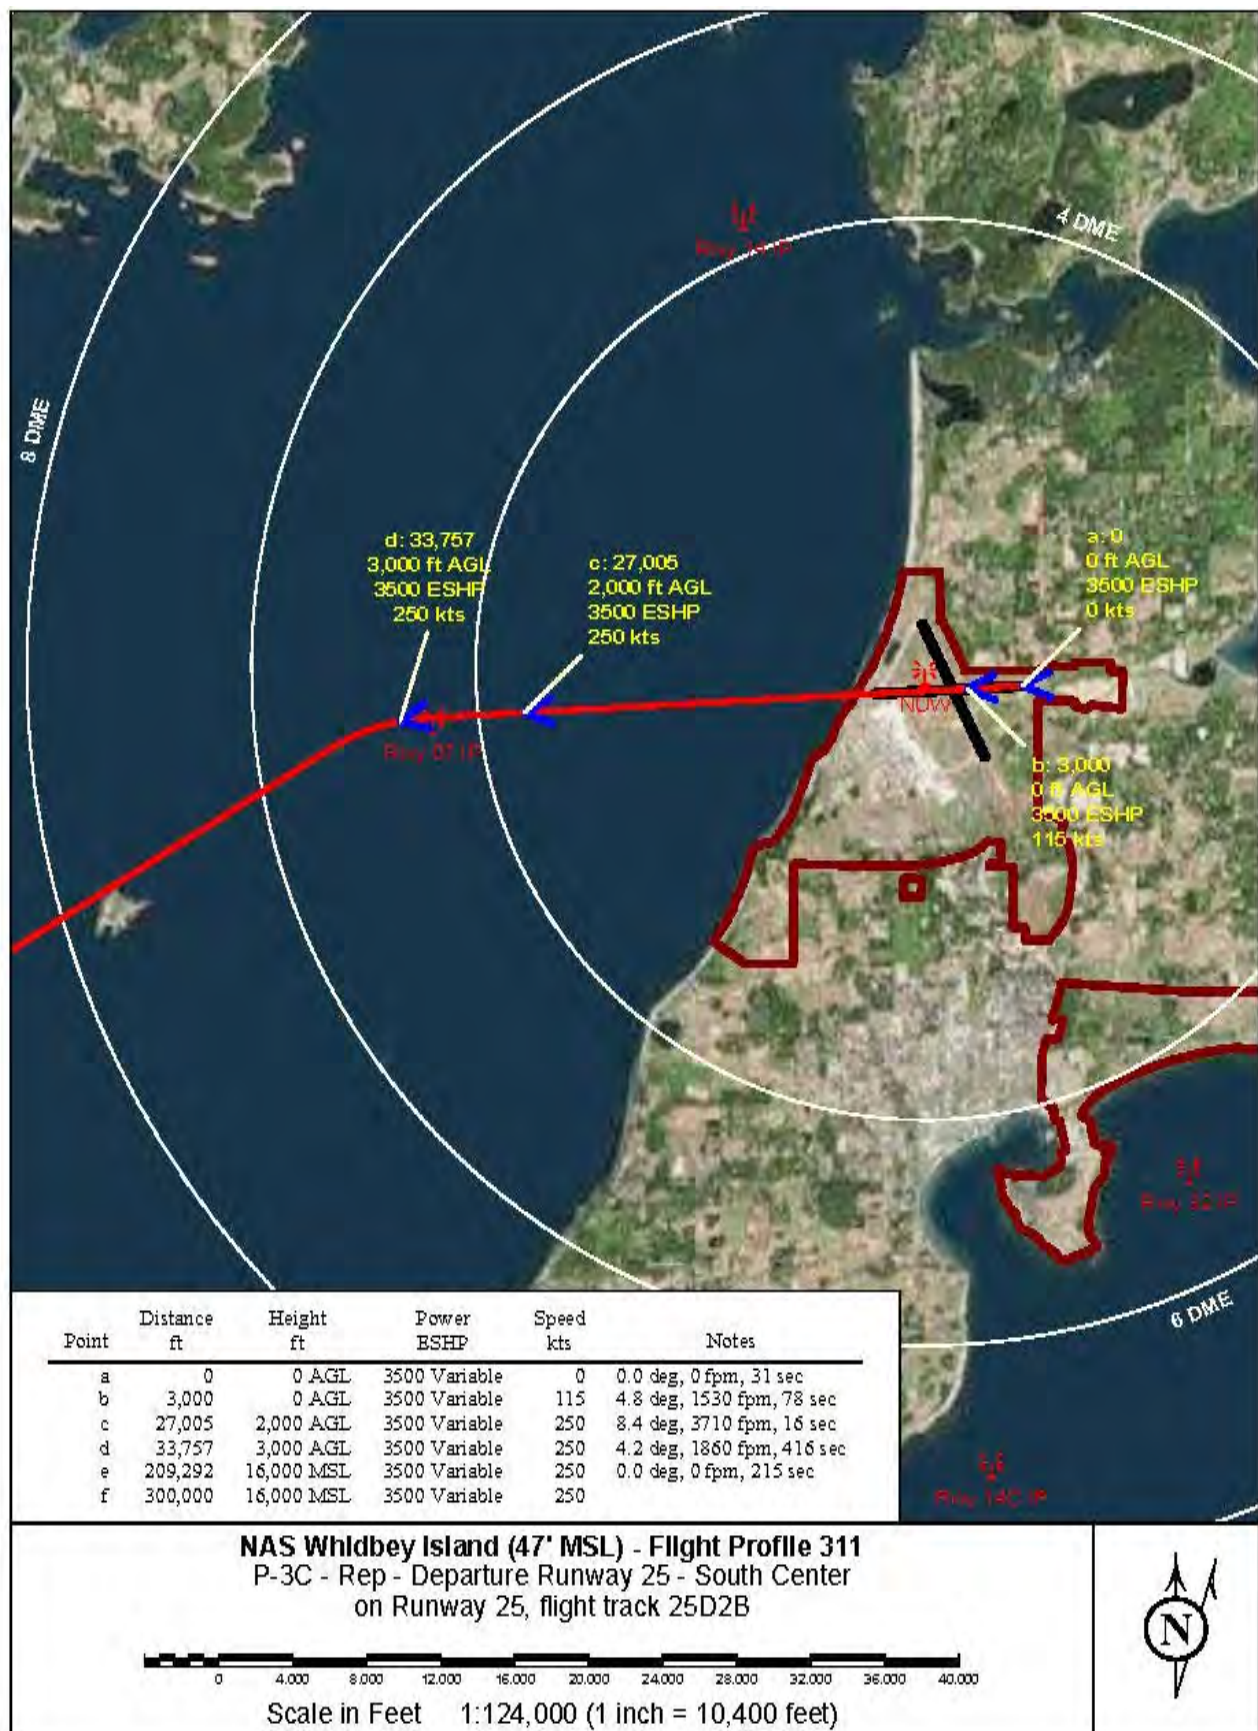 4 DME
Rwy 14 IP
8 DME
d: 33,757
3,000 ft AGL
3500 ESHP
250 kts
c: 27,005
2,000 ft AGL
3500 ESHP
250 kts
a: 0
0 ft AGL
3500 ESHP
0 kts
NUW
Rwy 07 IP
b: 3,000
0 ft AGL
3500 ESHP
115 kts
Rwy 32 IP
6 DME
Point Distance ft Height ft Power ESHP Speed kts Notes
a 0 0 AGL 3500 Variable 0 0.0 deg, 0 fpm, 31 sec
b 3,000 0 AGL 3500 Variable 115 4.8 deg, 1530 fpm, 78 sec
c 27,005 2,000 AGL 3500 Variable 250 8.4 deg, 3710 fpm, 16 sec
d 33,757 3,000 AGL 3500 Variable 250 4.2 deg, 1860 fpm, 416 sec
e 209,292 16,000 MSL 3500 Variable 250 0.0 deg, 0 fpm, 215 sec
f 300,000 16,000 MSL 3500 Variable 250
NAS Whidbey Island (47' MSL) - Flight Profile 311
P-3C - Rep - Departure Runway 25 - South Center
on Runway 25, flight track 25D2B
0 4,000 8,000 12,000 16,000 20,000 24,000 28,000 32,000 36,000 40,000
Scale in Feet 1:124,000 (1 inch = 10,400 feet)
N